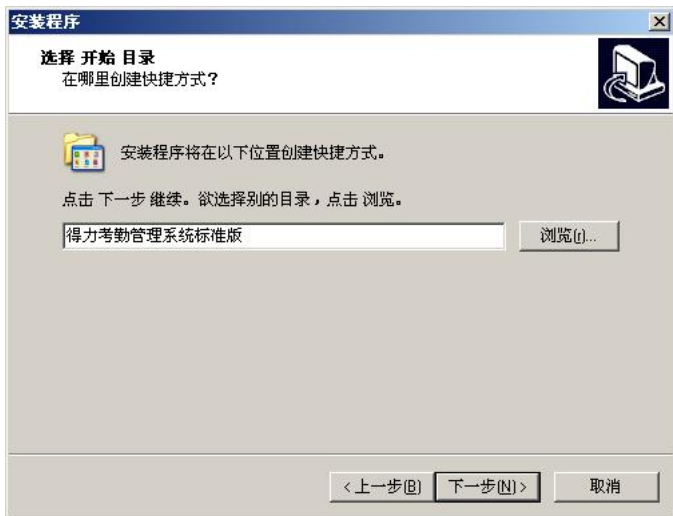 安装程序
选择 开始 目录
在哪里创建快捷方式?
安装程序将在以下位置创建快捷方式。
点击 下一步 继续。欲选择别的目录,点击 浏览。
得力考勤管理系统标准版
浏览(r)...
<上一步(B) 下一步(N)> 取消